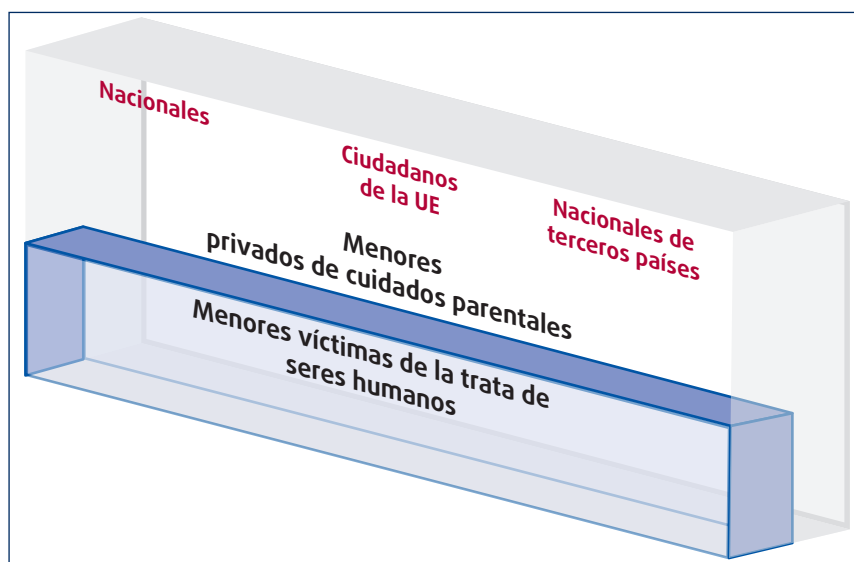 Nacionales
Ciudadanos
de la UE
Nacionales de
terceros países
Menores
privados de cuidados parentales
Menores víctimas de la trata de
seres humanos